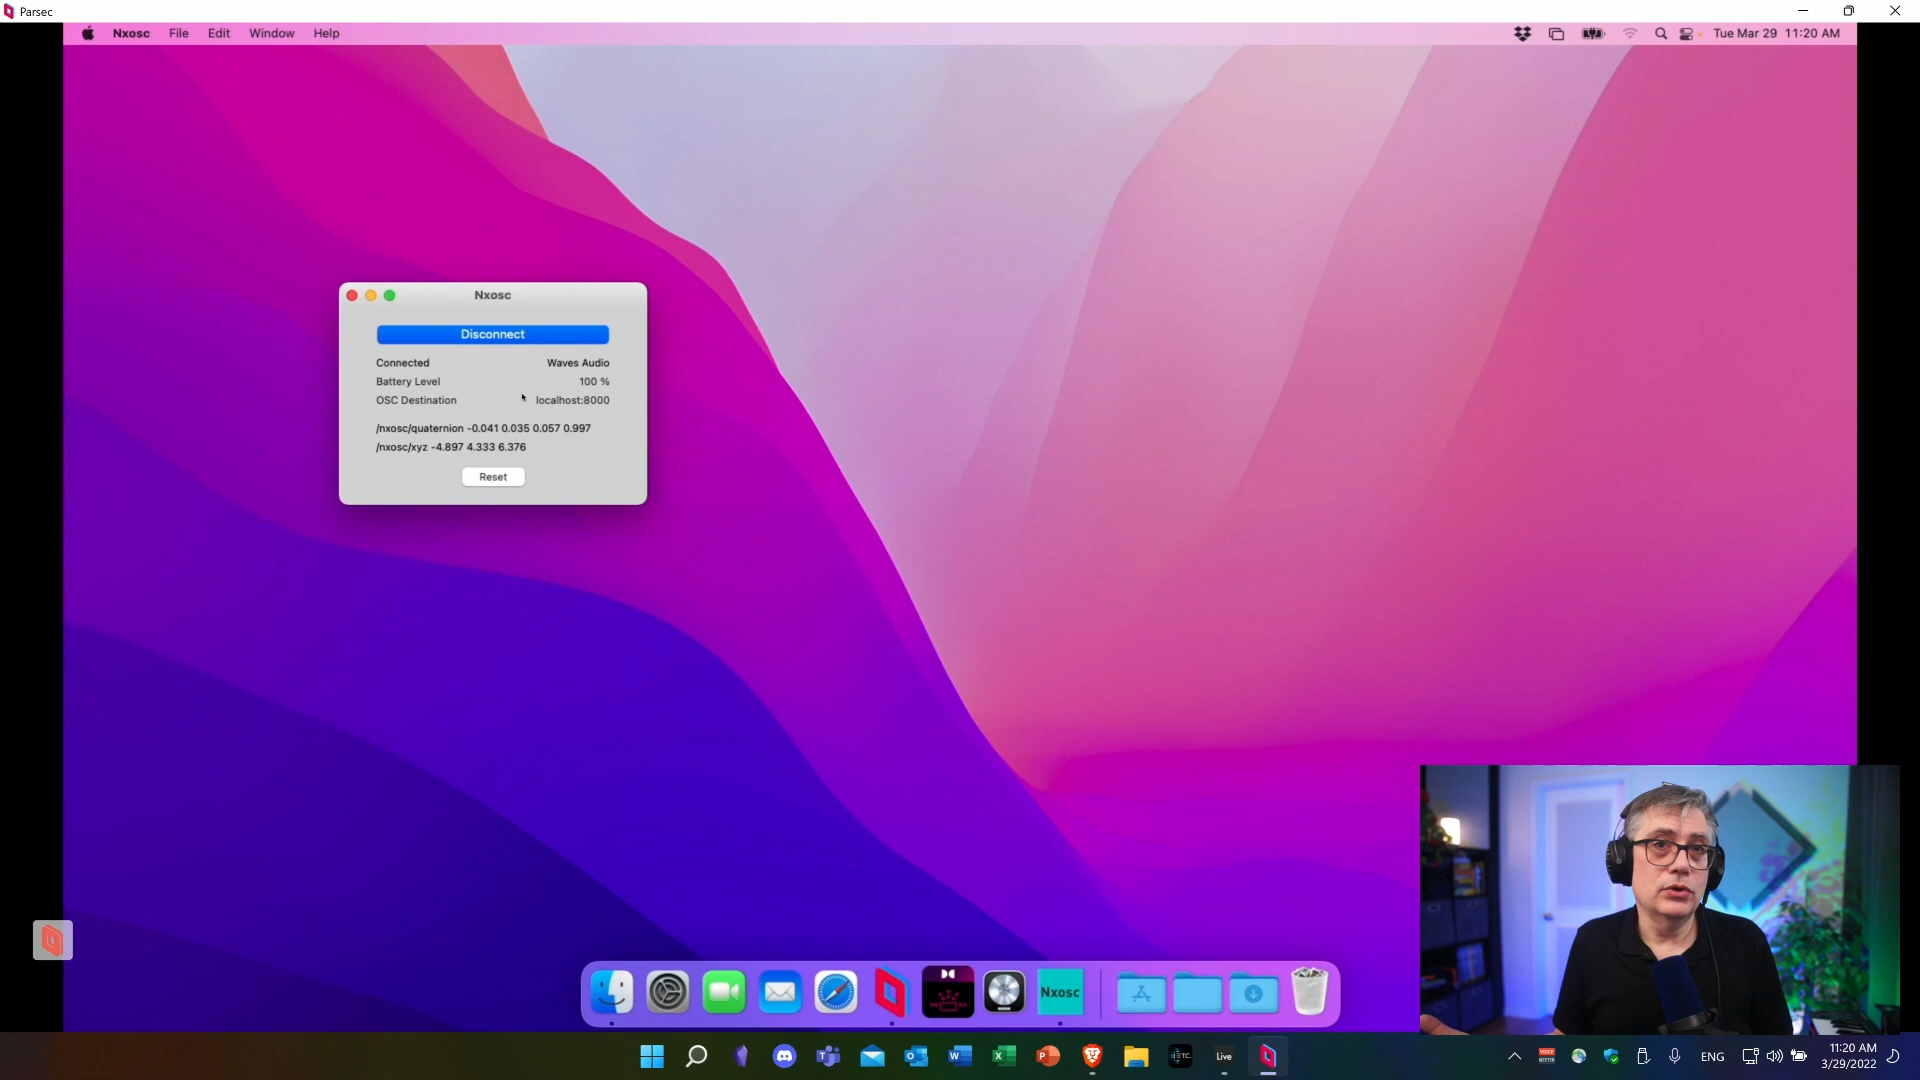 Parsec
Nxosc File Edit Window Help
Tue Mar 29 11:20 AM
Nxosc
Disconnect
Connected Waves Audio
Battery Level 100 %
OSC Destination localhost:8000
/nxosc/quaternion -0.041 0.035 0.057 0.997
/nxosc/xyz -4.897 4.333 6.376
Reset
Nxosc
TC.
Live
ENG
11:20 AM
3/29/2022